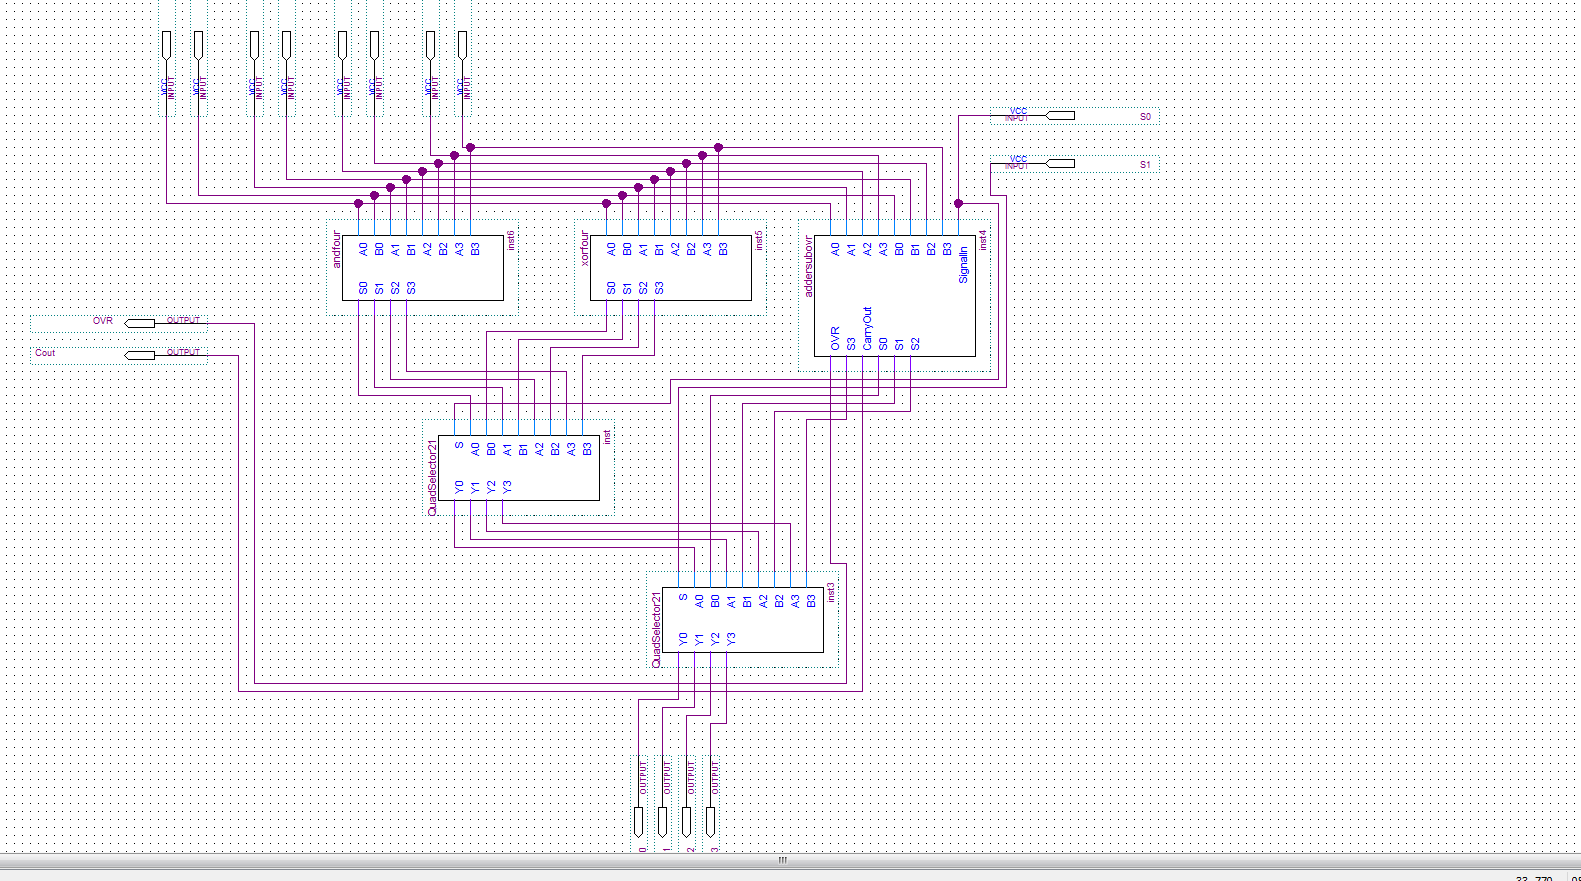 VCC INPUT VCC INPUT VCC INPUT VCC INPUT VCC INPUT VCC INPUT VCC INPUT VCC INPUT
VCC
INPUT
S0
VCC
INPUT
S1
andfour
A0 B0 A1 B1 A2 B2 A3 B3
S0 S1 S2 S3
inst6
xorfour
A0 B0 A1 B1 A2 B2 A3 B3
S0 S1 S2 S3
inst5
addersubovr
A0 A1 A2 A3 B0 B1 B2 B3 SignalIn
OVR S3 CarryOut S0 S1 S2
inst4
OVR OUTPUT
Cout OUTPUT
QuadSelector21
S A0 B0 A1 B1 A2 B2 A3 B3
Y0 Y1 Y2 Y3
inst
QuadSelector21
S A0 B0 A1 B1 A2 B2 A3 B3
Y0 Y1 Y2 Y3
inst3
OUTPUT OUTPUT OUTPUT OUTPUT
0 1 2 3